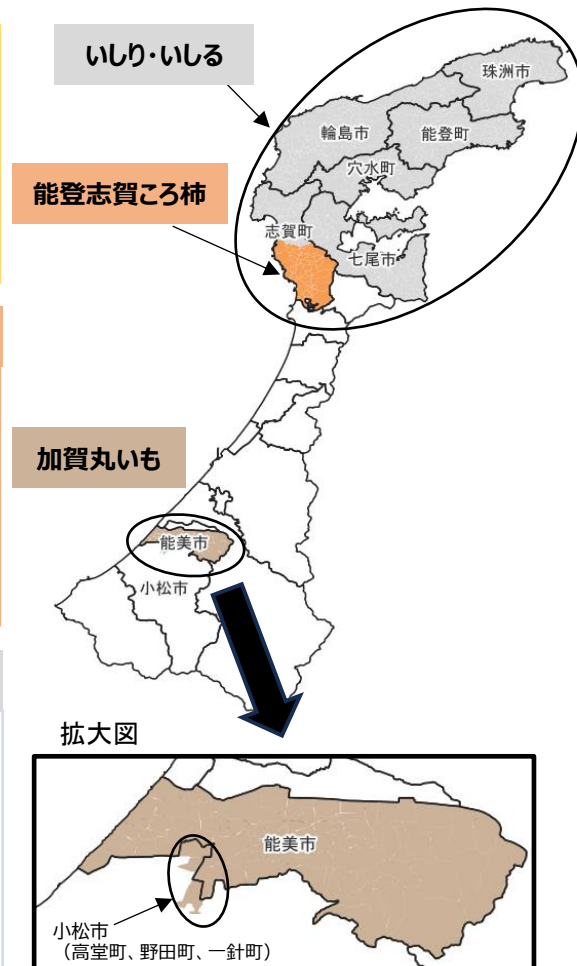 いしり・いしる
珠洲市
輪島市
能登町
穴水町
能登志賀ころ柿
志賀町
七尾市
加賀丸いも
能美市
小松市
拡大図
能美市
小松市
（高堂町、野田町、一針町）